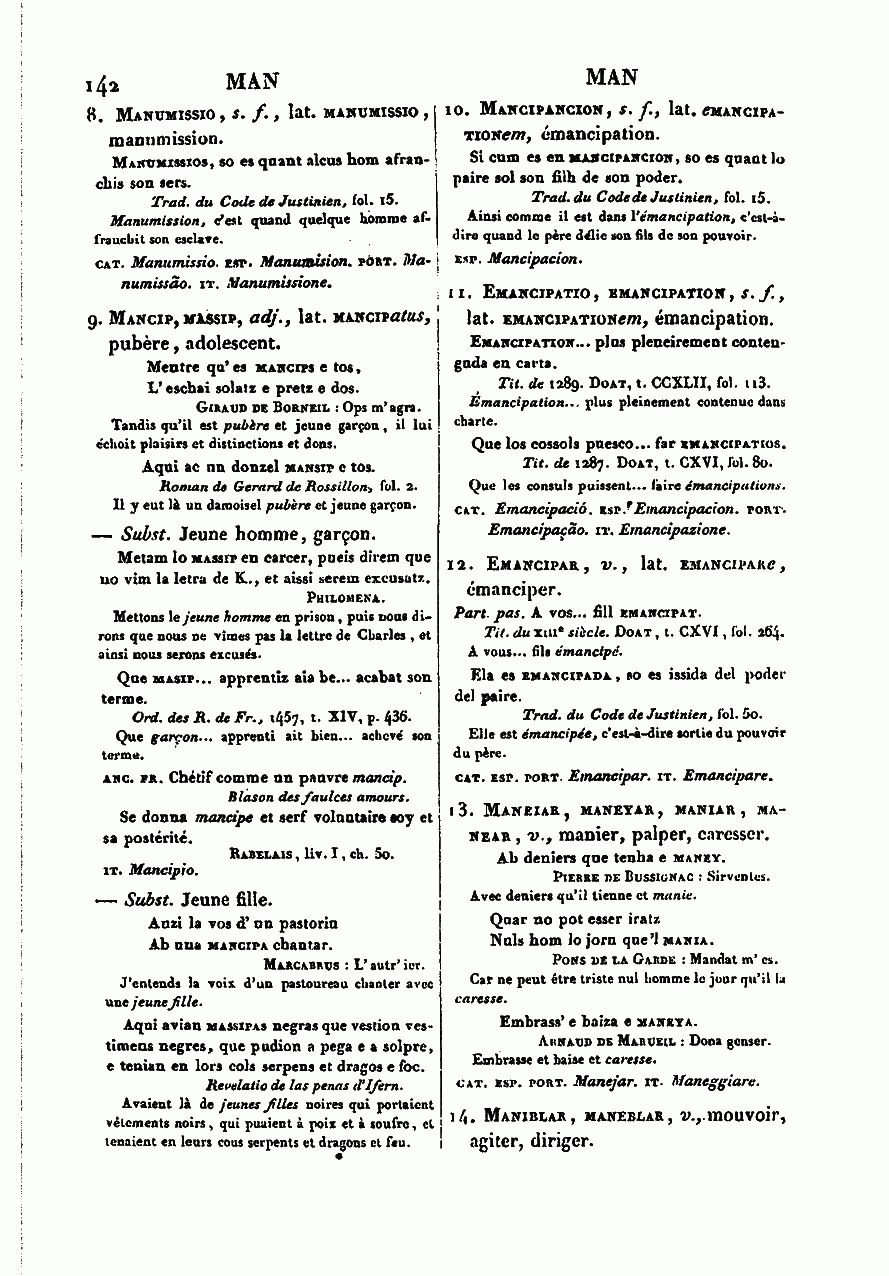 142 MAN MAN
8. MANUMISSIO, s. f., lat. MANUMISSIO,
manumission.
MANUMISSIOS, so es quant alcus hom afran-
chis son sers.
Trad. du Code de Justinien, fol. 15.
Manumission, c'est quand quelque homme af-
franchit son esclave.
CAT. Manumissio. ESP. Manumision. PORT. Ma-
numissão. IT. Manumissione.
9. MANCIP, MASSIP, adj., lat. MANCIPatus,
pubère, adolescent.
Mentre qu'es MANCIPS e tos,
L'eschai solatz e pretz e dos.
GIRAUD DE BORNEIL : Ops m'agra.
Tandis qu'il est pubère et jeune garçon, il lui
échoit plaisirs et distinctions et dons.
Aqui ac un donzel MANSIP e tos.
Roman de Gerard de Rossillon, fol. 2.
Il y eut là un damoisel pubère et jeune garçon.
— Subst. Jeune homme, garçon.
Metam lo MASSIP en carcer, pueis direm que
no vim la letra de K., et aissi serem excusatz.
PHILOMENA.
Mettons le jeune homme en prison, puis nous di-
rons que nous ne vimes pas la lettre de Charles, et
ainsi nous serons excusés.
Que MASIP... apprentiz aia be... acabat son
terme.
Ord. des R. de Fr., 1457, t. XIV, p. 436.
Que garçon... apprenti ait bien... achevé son
terme.
ANC. FR. Chétif comme un pauvre mancip.
Blason des faulces amours.
Se donna mancipe et serf voluntaire soy et
sa postérité.
RABELAIS, liv. I, ch. 50.
IT. Mancipio.
— Subst. Jeune fille.
Auzi la vos d'un pastoriu
Ab una MANCIPA chantar.
MARCABRUS : L'autr'ier.
J'entends la voix d'un pastoureau chanter avec
une jeune fille.
Aqui avian MASSIPAS negras que vestion ves-
timens negres, que pudion a pega e a solpre,
e tenian en lors cols serpens et dragos e foc.
Revelatio de las penas d'Ifern.
Avaient là de jeunes filles noires qui portaient
vêtements noirs, qui puaient à poix et à soufre, et
tenaient en leurs cous serpents et dragons et feu.
10. MANCIPANCION, s. f., lat. eMANCIPA-
TIONem, émancipation.
Si cum es en MANCIPANCION, so es quant lo
paire sol son filh de son poder.
Trad. du Code de Justinien, fol. 15.
Ainsi comme il est dans l'émancipation, c'est-à-
dire quand le père délie son fils de son pouvoir.
ESP. Mancipacion.
11. EMANCIPATIO, EMANCIPATION, s. f.,
lat. EMANCIPATIONem, émancipation.
EMANCIPATION... plus pleneirement conten-
guda en carta.
Tit. de 1289. DOAT, t. CCXLII, fol. 113.
Émancipation... plus pleinement contenue dans
charte.
Que los cossols puesco... far EMANCIPATIOS.
Tit. de 1287. DOAT, t. CXVI, fol. 80.
Que les consuls puissent... faire émancipations.
CAT. Emancipació. ESP. Emancipacion. PORT.
Emancipação. IT. Emancipazione.
12. EMANCIPAR, v., lat. EMANCIPARe,
émanciper.
Part. pas. A vos... fill EMANCIPAT.
Tit. du XIIIe siècle. DOAT, t. CXVI, fol. 264.
A vous... fils émancipé.
Ela es EMANCIPADA, so es issida del poder
del paire.
Trad. du Code de Justinien, fol. 50.
Elle est émancipée, c'est-à-dire sortie du pouvoir
du père.
CAT. ESP. PORT. Emancipar. IT. Emancipare.
13. MANEIAR, MANEYAR, MANIAR, MA-
NEAR, v., manier, palper, caresser.
Ab deniers que tenha e MANEY.
PIERRE DE BUSSIGNAC : Sirventes.
Avec deniers qu'il tienne et manie.
Quar no pot esser iratz
Nuls hom lo jorn que'l MANIA.
PONS DE LA GARDE : Mandat m'es.
Car ne peut être triste nul homme le jour qu'il la
caresse.
Embrass' e baiza e MANEYA.
ARNAUD DE MARUEIL : Dona genser.
Embrasse et baise et caresse.
CAT. ESP. PORT. Manejar. IT. Maneggiare.
14. MANIBLAR, MANEBLAR, v., mouvoir,
agiter, diriger.